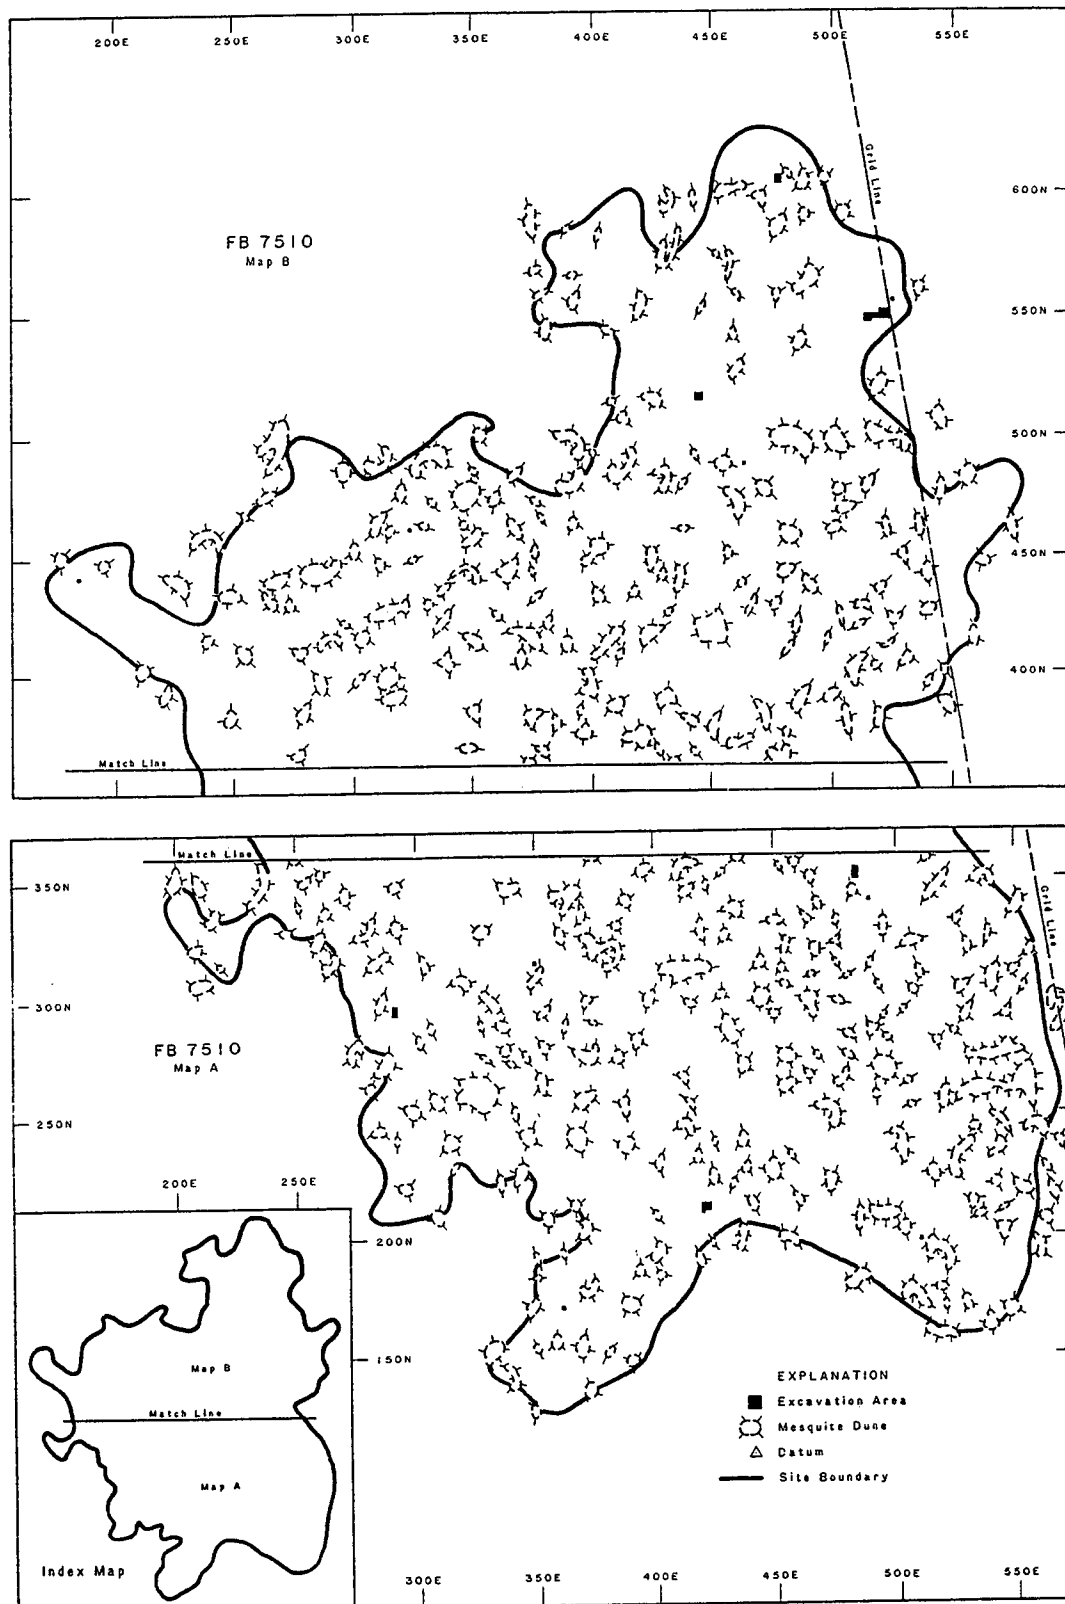 200E 250E 300E 350E 400E 450E 500E 550E
Grid Line
600N
FB 7510
Map B
550N
500N
450N
400N
Match Line
Match Line
350N
Grid Line
300N
FB 7510
Map A
250N
200E 250E
200N
Map B
150N
Match Line
EXPLANATION
Excavation Area
Mesquite Dune
Datum
Site Boundary
Map A
Index Map
300E 350E 400E 450E 500E 550E